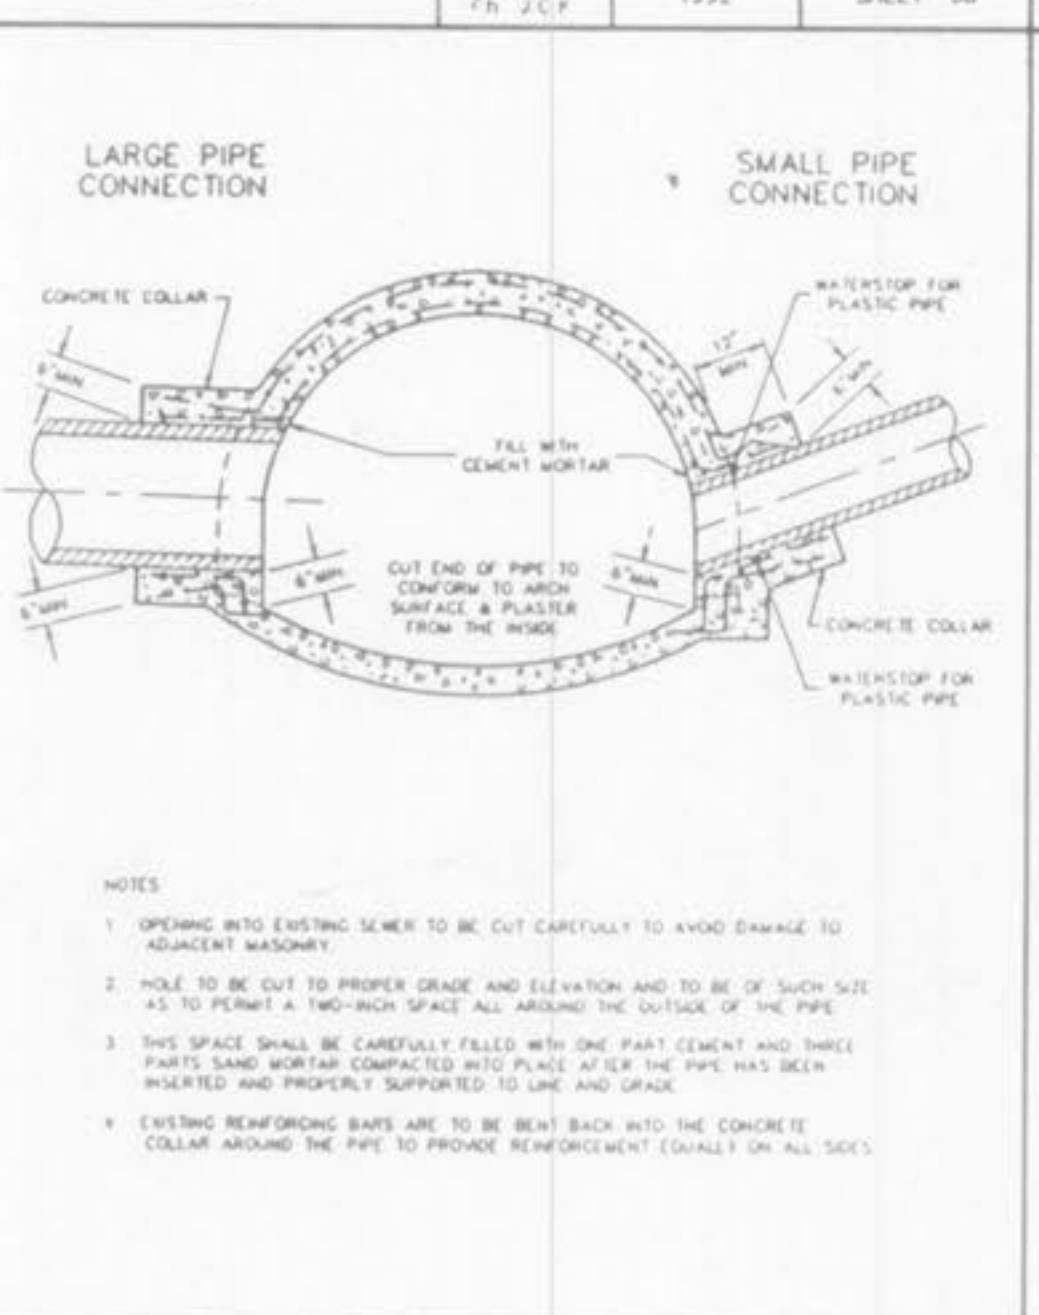 1992
SHEET
LARGE PIPE
CONNECTION
SMALL PIPE
CONNECTION
CONCRETE COLLAR
WATERSTOP FOR
PLASTIC PIPE
6" MIN
12"
MIN
6" MIN
FILL WITH
CEMENT MORTAR
CUT END OF PIPE TO
CONFORM TO ARCH
SURFACE & PLASTER
FROM THE INSIDE
6" MIN
6" MIN
6" MIN
CONCRETE COLLAR
WATERSTOP FOR
PLASTIC PIPE
NOTES
1 OPENING INTO EXISTING SEWER TO BE CUT CAREFULLY TO AVOID DAMAGE TO
ADJACENT MASONRY.
2. HOLE TO BE CUT TO PROPER GRADE AND ELEVATION AND TO BE OF SUCH SIZE
AS TO PERMIT A TWO-INCH SPACE ALL AROUND THE OUTSIDE OF THE PIPE
3 THIS SPACE SHALL BE CAREFULLY FILLED WITH ONE PART CEMENT AND THREE
PARTS SAND MORTAR COMPACTED INTO PLACE AFTER THE PIPE HAS BEEN
INSERTED AND PROPERLY SUPPORTED TO LINE AND GRADE
4 EXISTING REINFORCING BARS ARE TO BE BENT BACK INTO THE CONCRETE
COLLAR AROUND THE PIPE TO PROVIDE REINFORCEMENT EQUALLY ON ALL SIDES